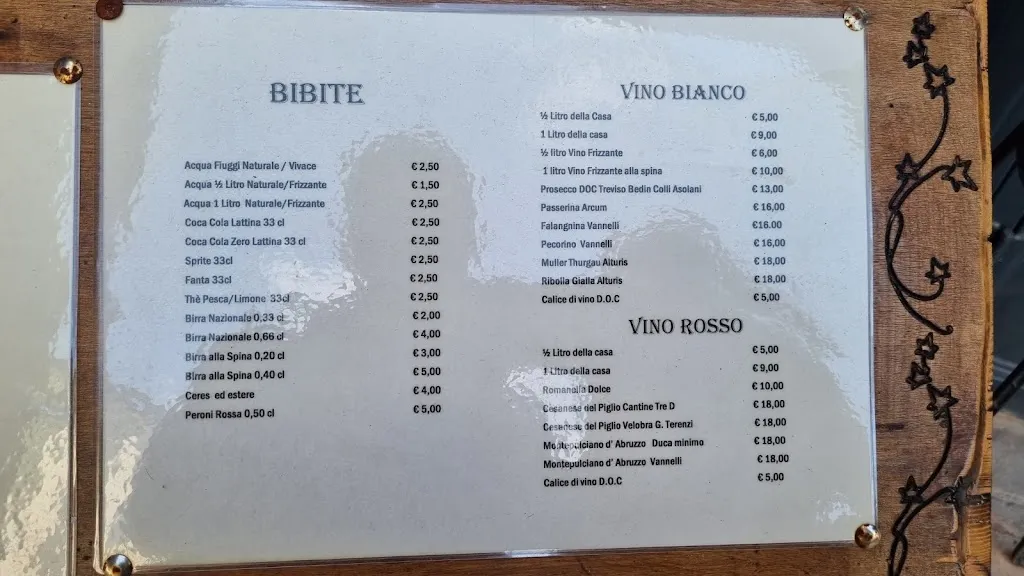 BIBITE
Acqua Fiuggi Naturale / Vivace € 2,50
Acqua ½ Litro Naturale/Frizzante € 1,50
Acqua 1 Litro Naturale/Frizzante € 2,50
Coca Cola Lattina 33 cl € 2,50
Coca Cola Zero Lattina 33 cl € 2,50
Sprite 33cl € 2,50
Fanta 33cl € 2,50
Thè Pesca/Limone 33cl € 2,50
Birra Nazionale 0,33 cl € 2,00
Birra Nazionale 0,66 cl € 4,00
Birra alla Spina 0,20 cl € 3,00
Birra alla Spina 0,40 cl € 5,00
Ceres ed estere € 4,00
Peroni Rossa 0,50 cl € 5,00
VINO BIANCO
½ Litro della Casa € 5,00
1 Litro della casa € 9,00
½ litro Vino Frizzante € 6,00
1 litro Vino Frizzante alla spina € 10,00
Prosecco DOC Treviso Bedin Colli Asolani € 13,00
Passerina Arcum € 16,00
Falangnina Vannelli €16.00
Pecorino Vannelli € 16,00
Muller Thurgau Alturis € 18,00
Ribolla Gialla Alturis € 18,00
Calice di vino D.O.C € 5,00
VINO ROSSO
½ Litro della casa € 5,00
1 Litro della casa € 9,00
Romanella Dolce € 10,00
Cesanese del Piglio Cantine Tre D € 18,00
Cesanese del Piglio Velobra G. Terenzi € 18,00
Montepulciano d' Abruzzo Duca minimo € 18,00
Montepulciano d' Abruzzo Vannelli € 18,00
Calice di vino D.O.C € 5,00